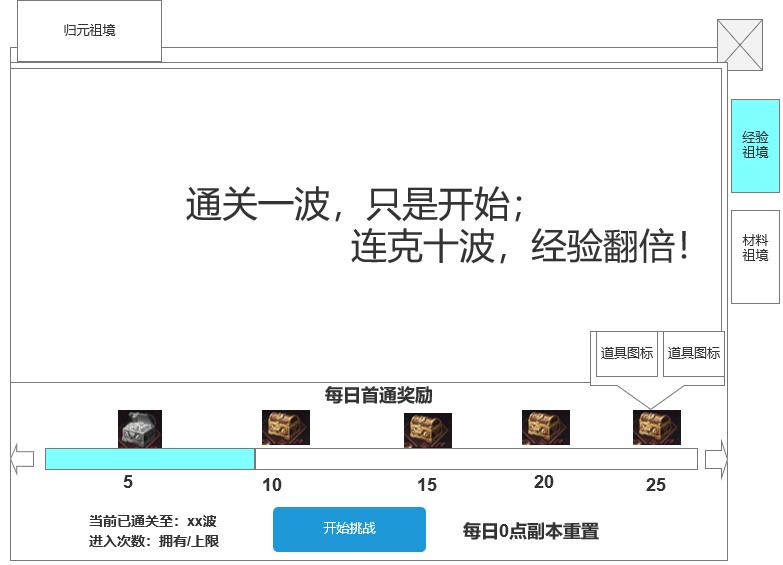 归元祖境
经验
祖境
材料
祖境
通关一波，只是开始；
连克十波，经验翻倍！
道具图标 道具图标
每日首通奖励
5 10 15 20 25
当前已通关至：xx波
进入次数：拥有/上限
开始挑战
每日0点副本重置